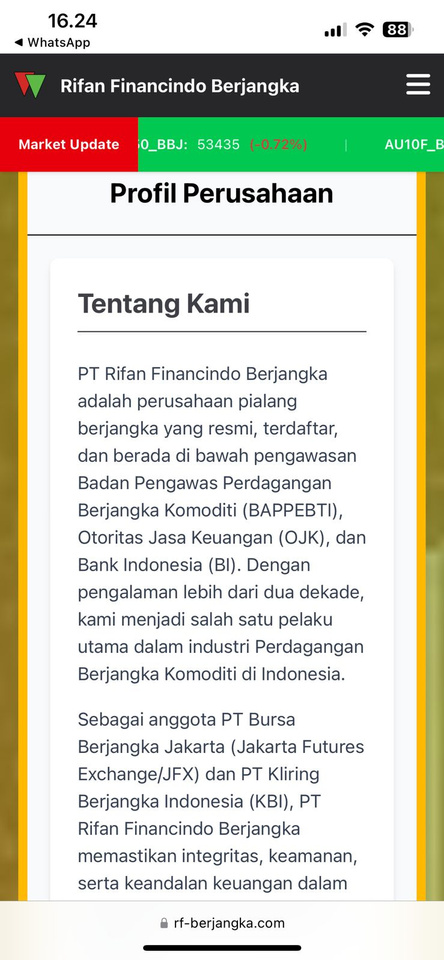 16.24
◀ WhatsApp
88
Rifan Financindo Berjangka
Market Update
50_BBJ: 53435 (-0.72%) | AU10F_B
Profil Perusahaan
Tentang Kami
PT Rifan Financindo Berjangka
adalah perusahaan pialang
berjangka yang resmi, terdaftar,
dan berada di bawah pengawasan
Badan Pengawas Perdagangan
Berjangka Komoditi (BAPPEBTI),
Otoritas Jasa Keuangan (OJK), dan
Bank Indonesia (BI). Dengan
pengalaman lebih dari dua dekade,
kami menjadi salah satu pelaku
utama dalam industri Perdagangan
Berjangka Komoditi di Indonesia.
Sebagai anggota PT Bursa
Berjangka Jakarta (Jakarta Futures
Exchange/JFX) dan PT Kliring
Berjangka Indonesia (KBI), PT
Rifan Financindo Berjangka
memastikan integritas, keamanan,
serta keandalan keuangan dalam
rf-berjangka.com